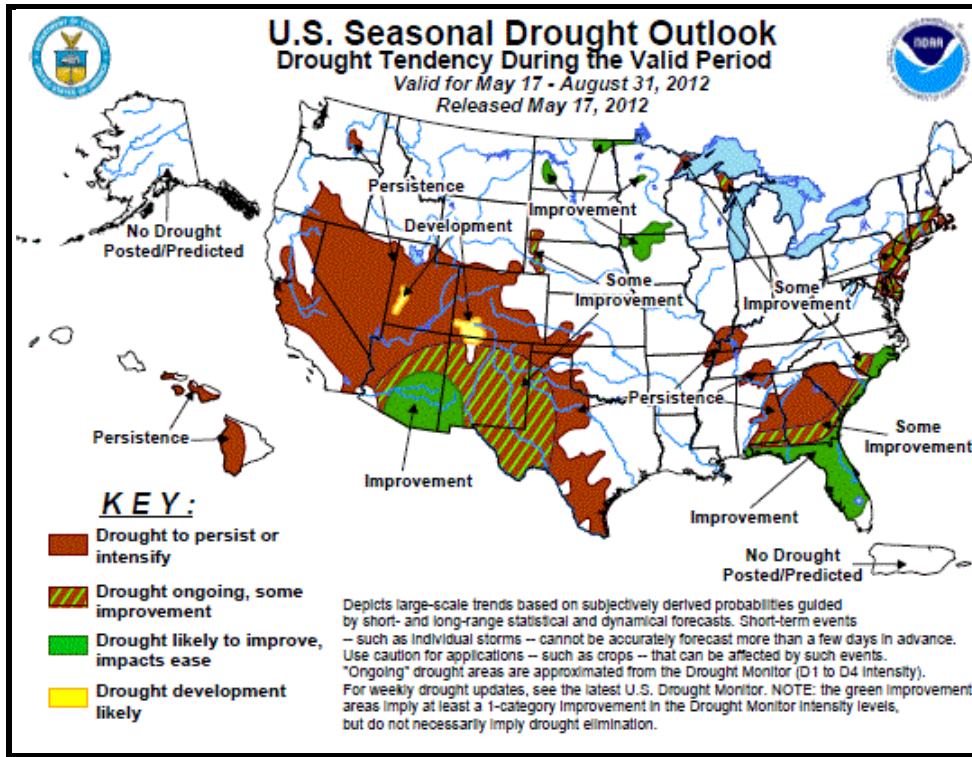 U.S. Seasonal Drought Outlook
Drought Tendency During the Valid Period
Valid for May 17 - August 31, 2012
Released May 17, 2012
NOAA
No Drought
Posted/Predicted
Persistence
Development
Improvement
Some
Improvement
Some
Improvement
Persistence
Persistence
Improvement
Some
Improvement
Improvement
No Drought
Posted/Predicted
KEY:
Drought to persist or
intensify
Drought ongoing, some
improvement
Drought likely to improve,
impacts ease
Drought development
likely
Depicts large-scale trends based on subjectively derived probabilities guided
by short- and long-range statistical and dynamical forecasts. Short-term events
-- such as individual storms -- cannot be accurately forecast more than a few days in advance.
Use caution for applications -- such as crops -- that can be affected by such events.
"Ongoing" drought areas are approximated from the Drought Monitor (D1 to D4 intensity).
For weekly drought updates, see the latest U.S. Drought Monitor. NOTE: the green improvement
areas imply at least a 1-category improvement in the Drought Monitor intensity levels,
but do not necessarily imply drought elimination.